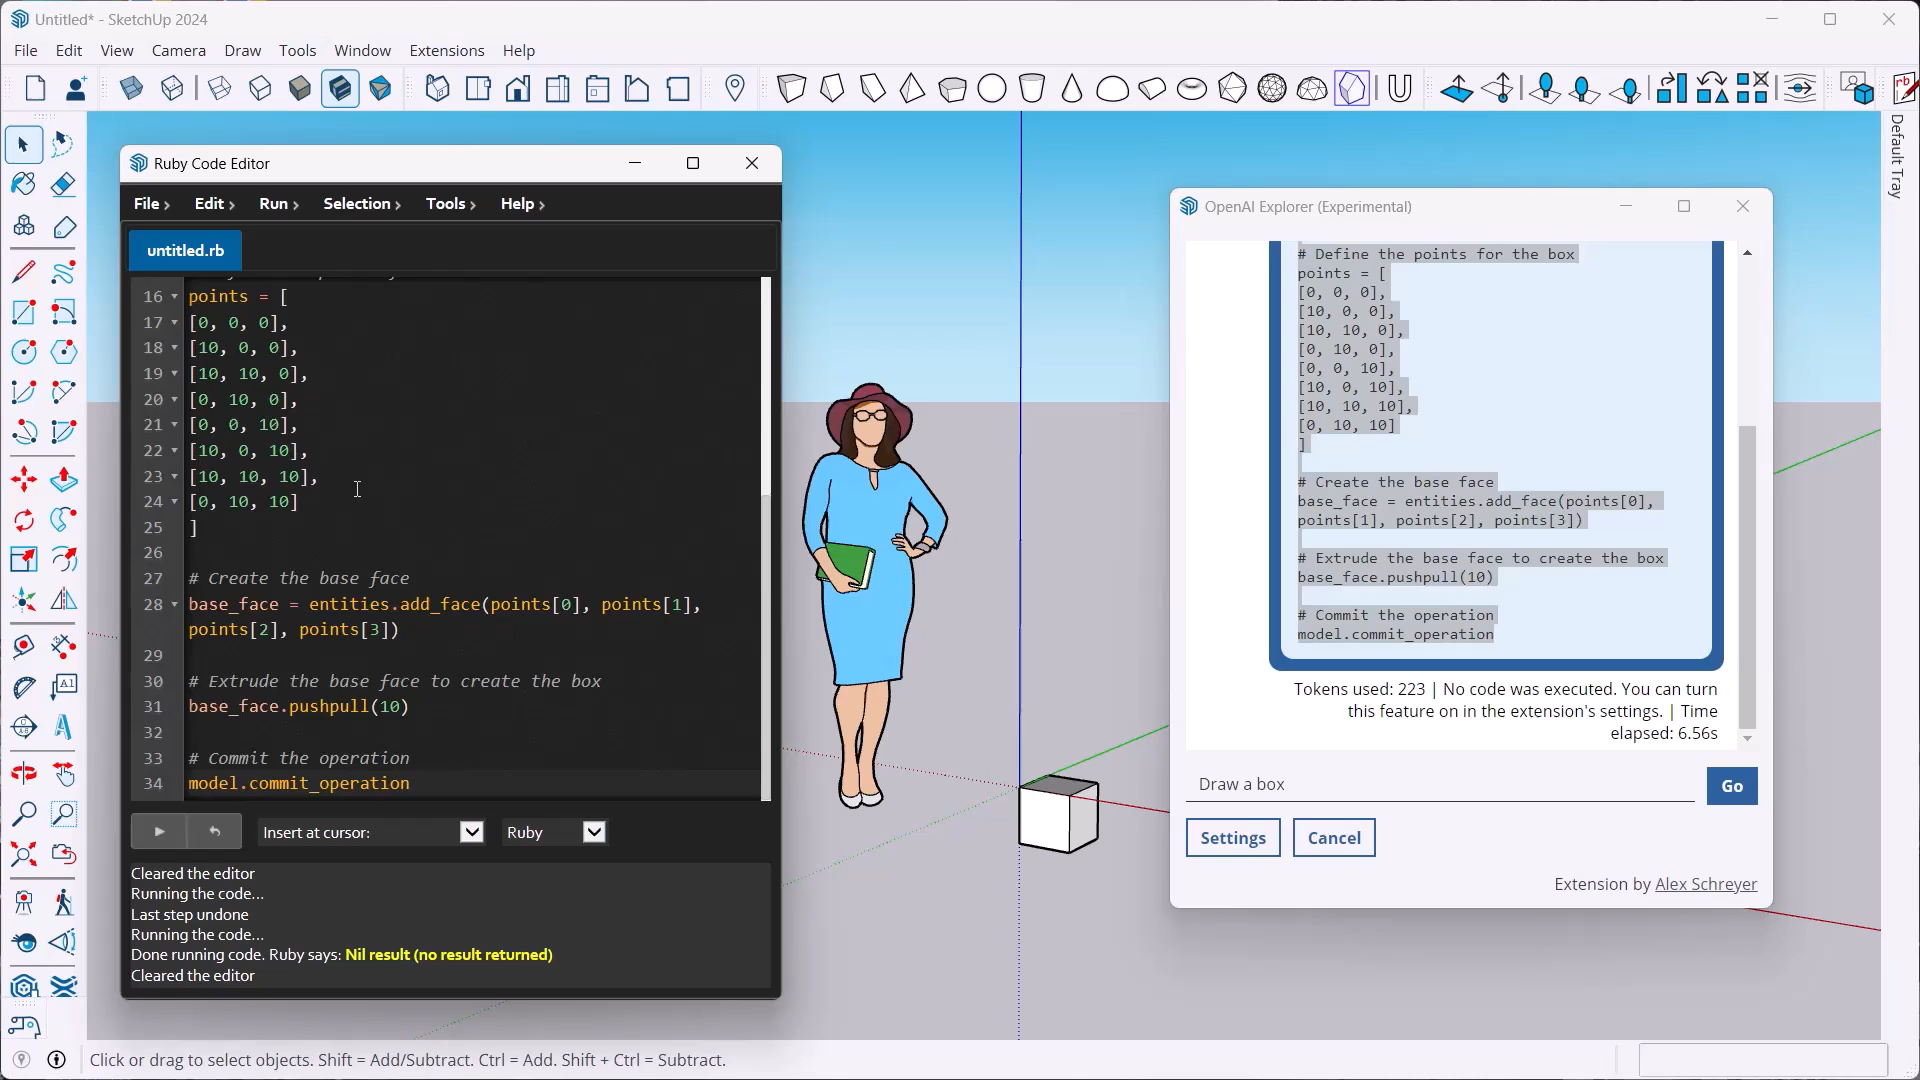 Untitled* - SketchUp 2024
File Edit View Camera Draw Tools Window Extensions Help
Default Tray
Ruby Code Editor
File › Edit › Run › Selection › Tools › Help ›
untitled.rb
16 points = [
17 [0, 0, 0],
18 [10, 0, 0],
19 [10, 10, 0],
20 [0, 10, 0],
21 [0, 0, 10],
22 [10, 0, 10],
23 [10, 10, 10],
24 [0, 10, 10]
25 ]
26
27 # Create the base face
28 base_face = entities.add_face(points[0], points[1],
points[2], points[3])
29
30 # Extrude the base face to create the box
31 base_face.pushpull(10)
32
33 # Commit the operation
34 model.commit_operation
Insert at cursor: Ruby
Cleared the editor
Running the code...
Last step undone
Running the code...
Done running code. Ruby says: Nil result (no result returned)
Cleared the editor
OpenAI Explorer (Experimental)
# Define the points for the box
points = [
[0, 0, 0],
[10, 0, 0],
[10, 10, 0],
[0, 10, 0],
[0, 0, 10],
[10, 0, 10],
[10, 10, 10],
[0, 10, 10]
]
# Create the base face
base_face = entities.add_face(points[0],
points[1], points[2], points[3])
# Extrude the base face to create the box
base_face.pushpull(10)
# Commit the operation
model.commit_operation
Tokens used: 223 | No code was executed. You can turn
this feature on in the extension's settings. | Time
elapsed: 6.56s
Draw a box
Go
Settings Cancel
Extension by Alex Schreyer
Click or drag to select objects. Shift = Add/Subtract. Ctrl = Add. Shift + Ctrl = Subtract.